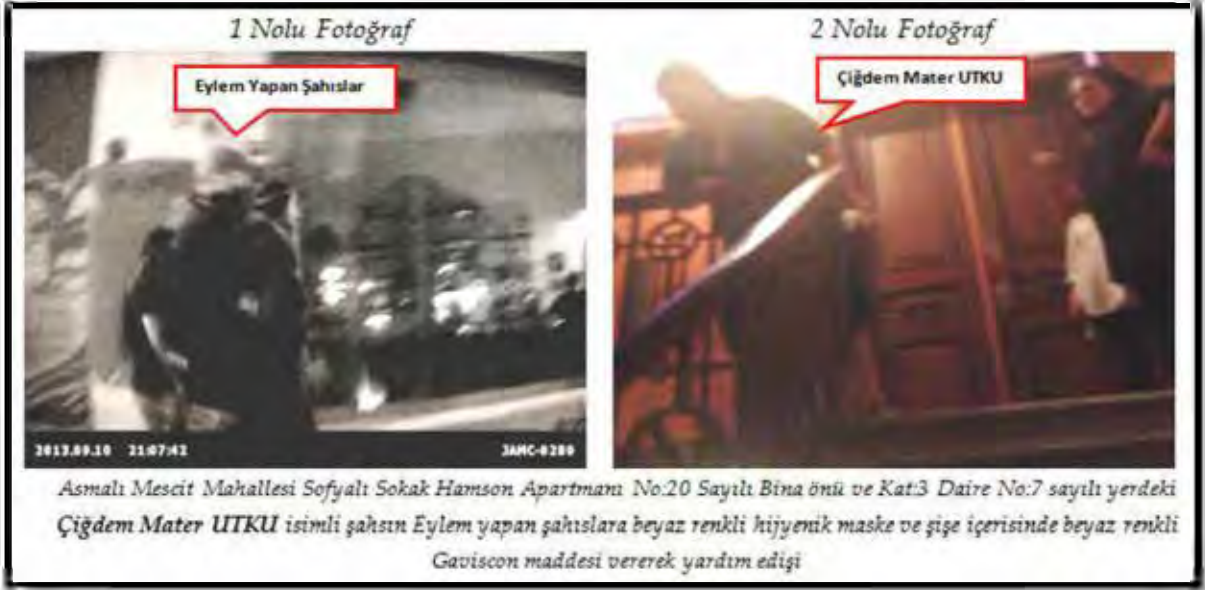 1 Nolu Fotoğraf
2 Nolu Fotoğraf
Eylem Yapan Şahıslar
Çiğdem Mater UTKU
2013.09.10 21:07:42
JAMC-0200
Asmalı Mescit Mahallesi Sofyalı Sokak Hamson Apartmanı No:20 Sayılı Bina önü ve Kat:3 Daire No:7 sayılı yerdeki
Çiğdem Mater UTKU isimli şahsın Eylem yapan şahıslara beyaz renkli hijyenik maske ve şişe içerisinde beyaz renkli
Gaviscon maddesi vererek yardım edişi